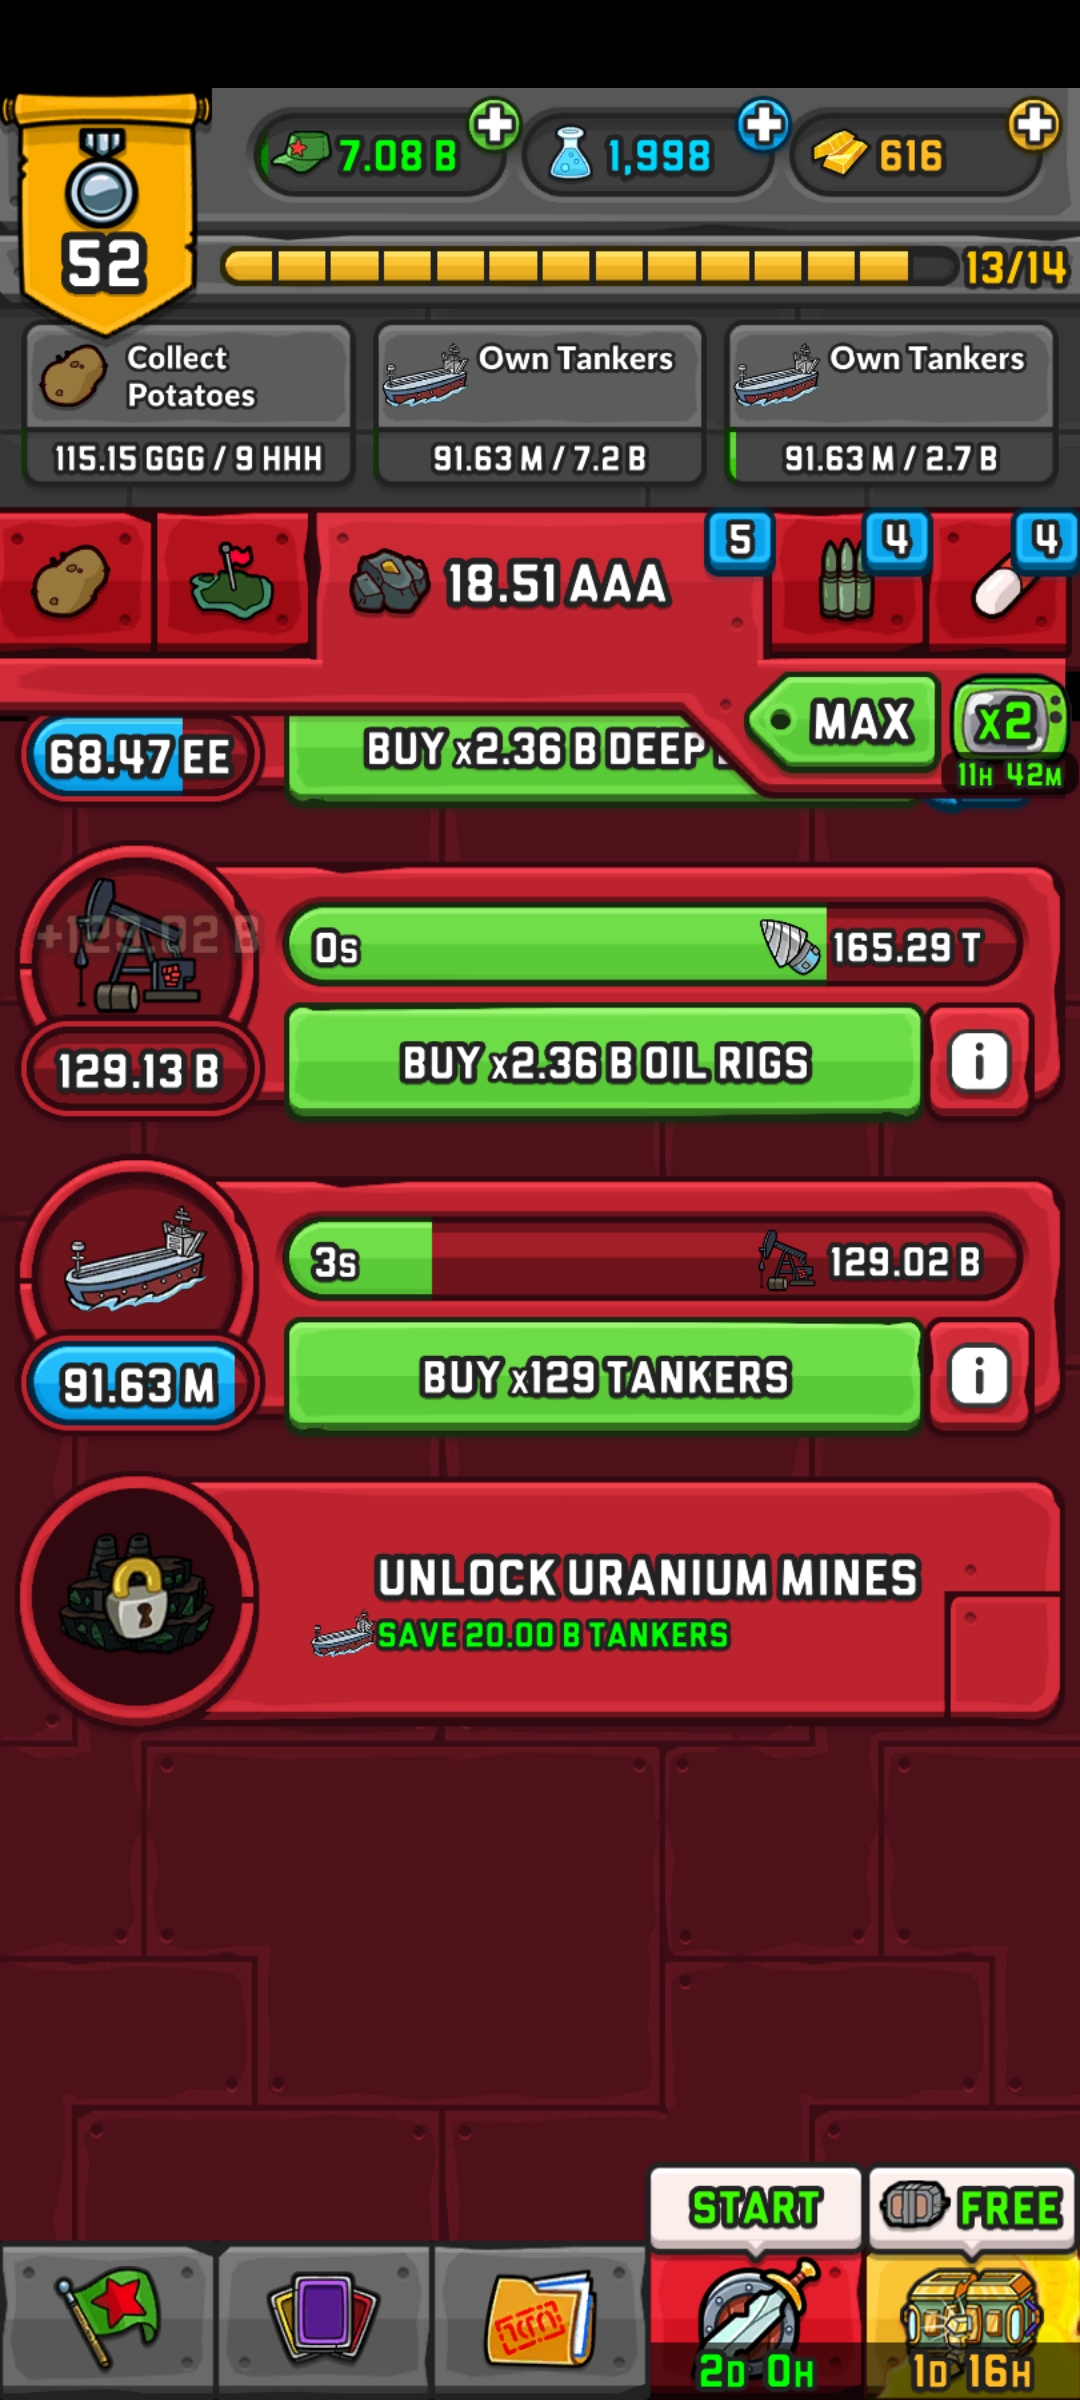 7.08 B
1,998
616
52
13/14
Collect
Potatoes
115.15 GGG / 9 HHH
Own Tankers
91.63 M / 7.2 B
Own Tankers
91.63 M / 2.7 B
18.51 AAA
5
4
4
MAX
x2
11H 42M
68.47 EE
BUY x2.36 B DEEP
+129.02 B
0s
165.29 T
129.13 B
BUY x2.36 B OIL RIGS
i
3s
129.02 B
91.63 M
BUY x129 TANKERS
i
UNLOCK URANIUM MINES
SAVE 20.00 B TANKERS
START
FREE
2D 0H
1D 16H